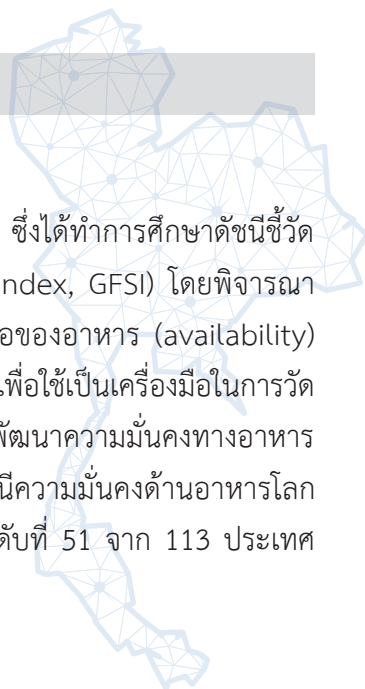 ซึ่งได้ทำการศึกษาดัชนีชี้วัด
ndex, GFSI) โดยพิจารณา
อของอาหาร (availability)
เพื่อใช้เป็นเครื่องมือในการวัด
พัฒนาความมั่นคงทางอาหาร
นีความมั่นคงด้านอาหารโลก
ดับที่ 51 จาก 113 ประเทศ